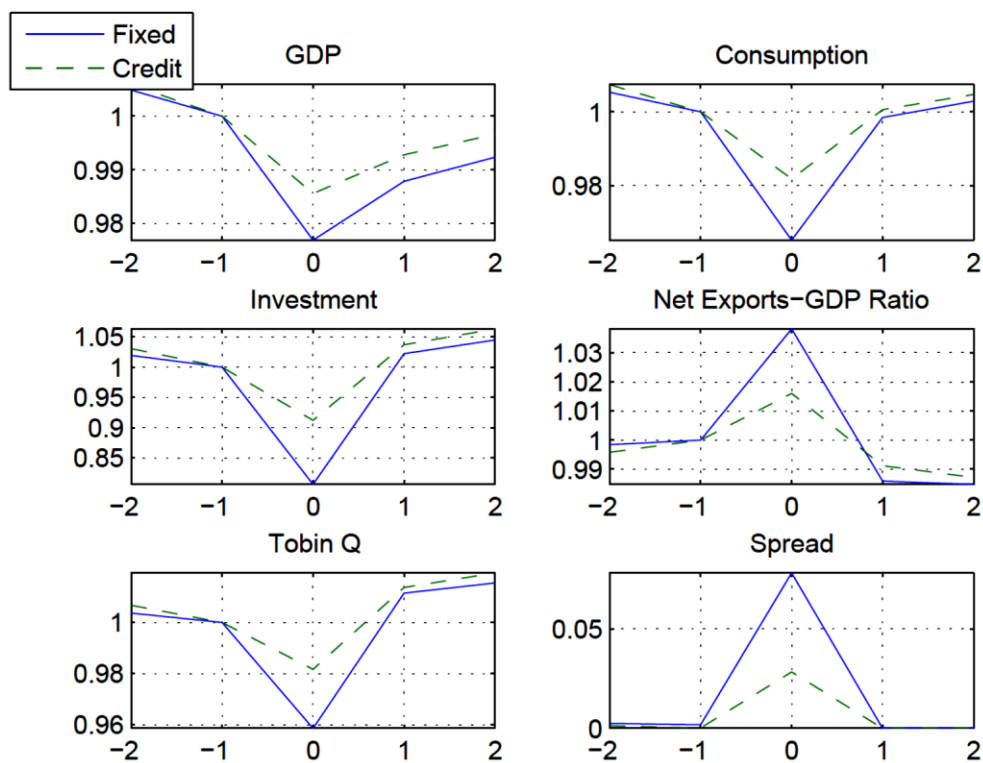 Fixed
Credit
GDP
1
0.99
0.98
−2 −1 0 1 2
Consumption
1
0.98
−2 −1 0 1 2
Investment
1.05
1
0.95
0.9
0.85
−2 −1 0 1 2
Net Exports−GDP Ratio
1.03
1.02
1.01
1
0.99
−2 −1 0 1 2
Tobin Q
1
0.98
0.96
−2 −1 0 1 2
Spread
0.05
0
−2 −1 0 1 2